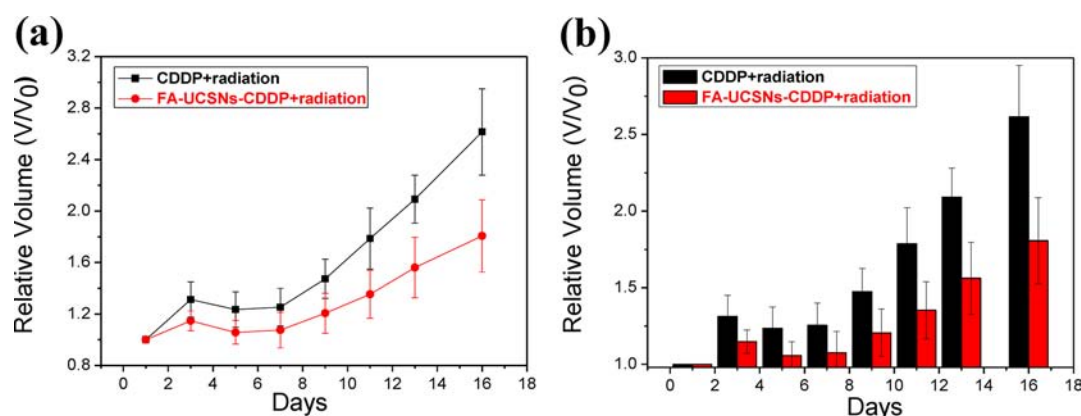 (a)
3.2
2.8
2.4
2.0
1.6
1.2
0.8
Relative Volume (V/V0)
CDDP+radiation
FA-UCSNs-CDDP+radiation
0 2 4 6 8 10 12 14 16 18
Days
(b)
3.0
2.5
2.0
1.5
1.0
Relative Volume (V/V0)
CDDP+radiation
FA-UCSNs-CDDP+radiation
0 2 4 6 8 10 12 14 16 18
Days